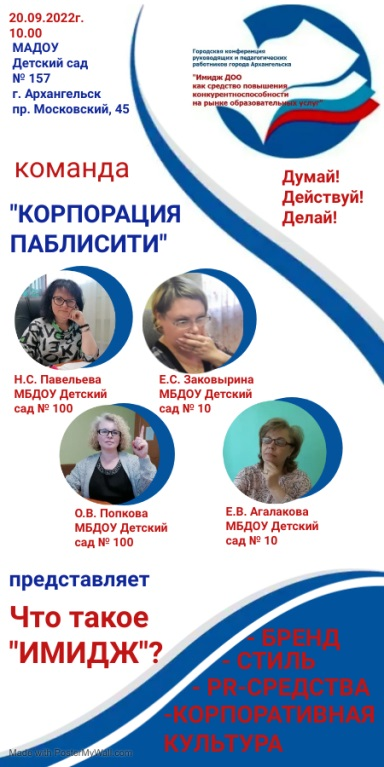 20.09.2022г.
10.00
МАДОУ
Детский сад
№ 157
г. Архангельск
пр. Московский, 45
Городская конференция
руководящих и педагогических
работников города Архангельска
"Имидж ДОО
как средство повышения
конкурентноспособности
на рынке образовательных услуг"
команда
"КОРПОРАЦИЯ
ПАБЛИСИТИ"
Думай!
Действуй!
Делай!
Н.С. Павельева
МБДОУ Детский
сад № 100
Е.С. Заковырина
МБДОУ Детский
сад № 10
О.В. Попкова
МБДОУ Детский
сад № 100
Е.В. Агалакова
МБДОУ Детский
сад № 10
представляет
Что такое
"ИМИДЖ"?
- БРЕНД
- СТИЛЬ
- PR-СРЕДСТВА
-КОРПОРАТИВНАЯ
КУЛЬТУРА
Made with PosterMyWall.com